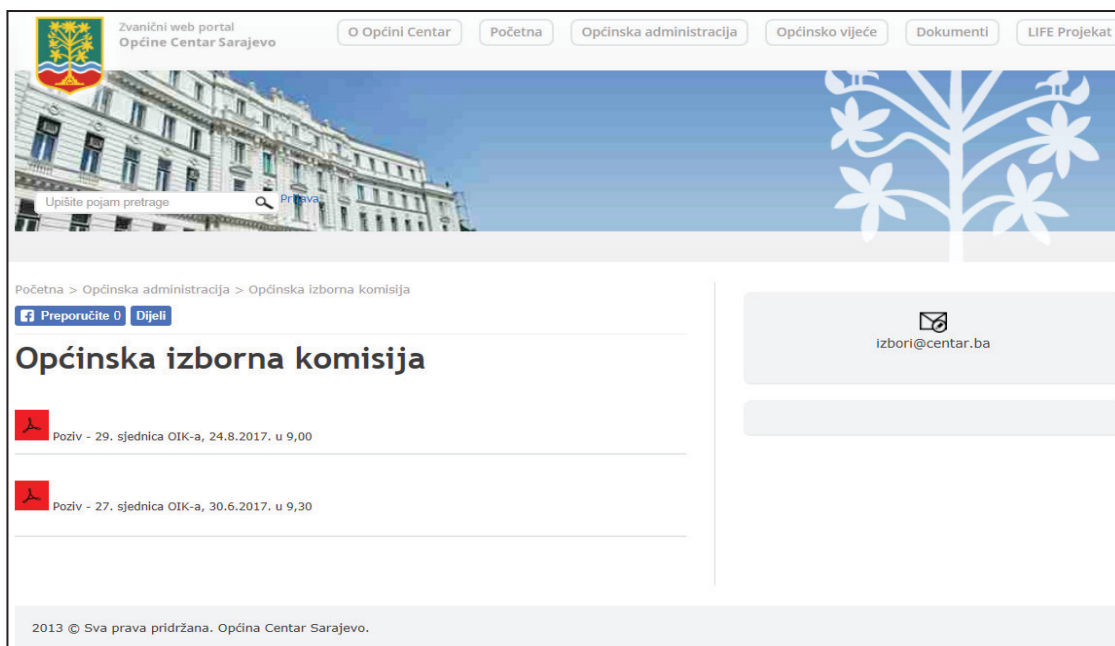 Zvanični web portal
Općine Centar Sarajevo
O Općini Centar
Početna
Općinska administracija
Općinsko vijeće
Dokumenti
LIFE Projekat
Upišite pojam pretrage
Prijava
Početna > Općinska administracija > Općinska izborna komisija
Preporučite 0 Dijeli
Općinska izborna komisija
Poziv - 29. sjednica OIK-a, 24.8.2017. u 9,00
Poziv - 27. sjednica OIK-a, 30.6.2017. u 9,30
izbori@centar.ba
2013 © Sva prava pridržana. Općina Centar Sarajevo.